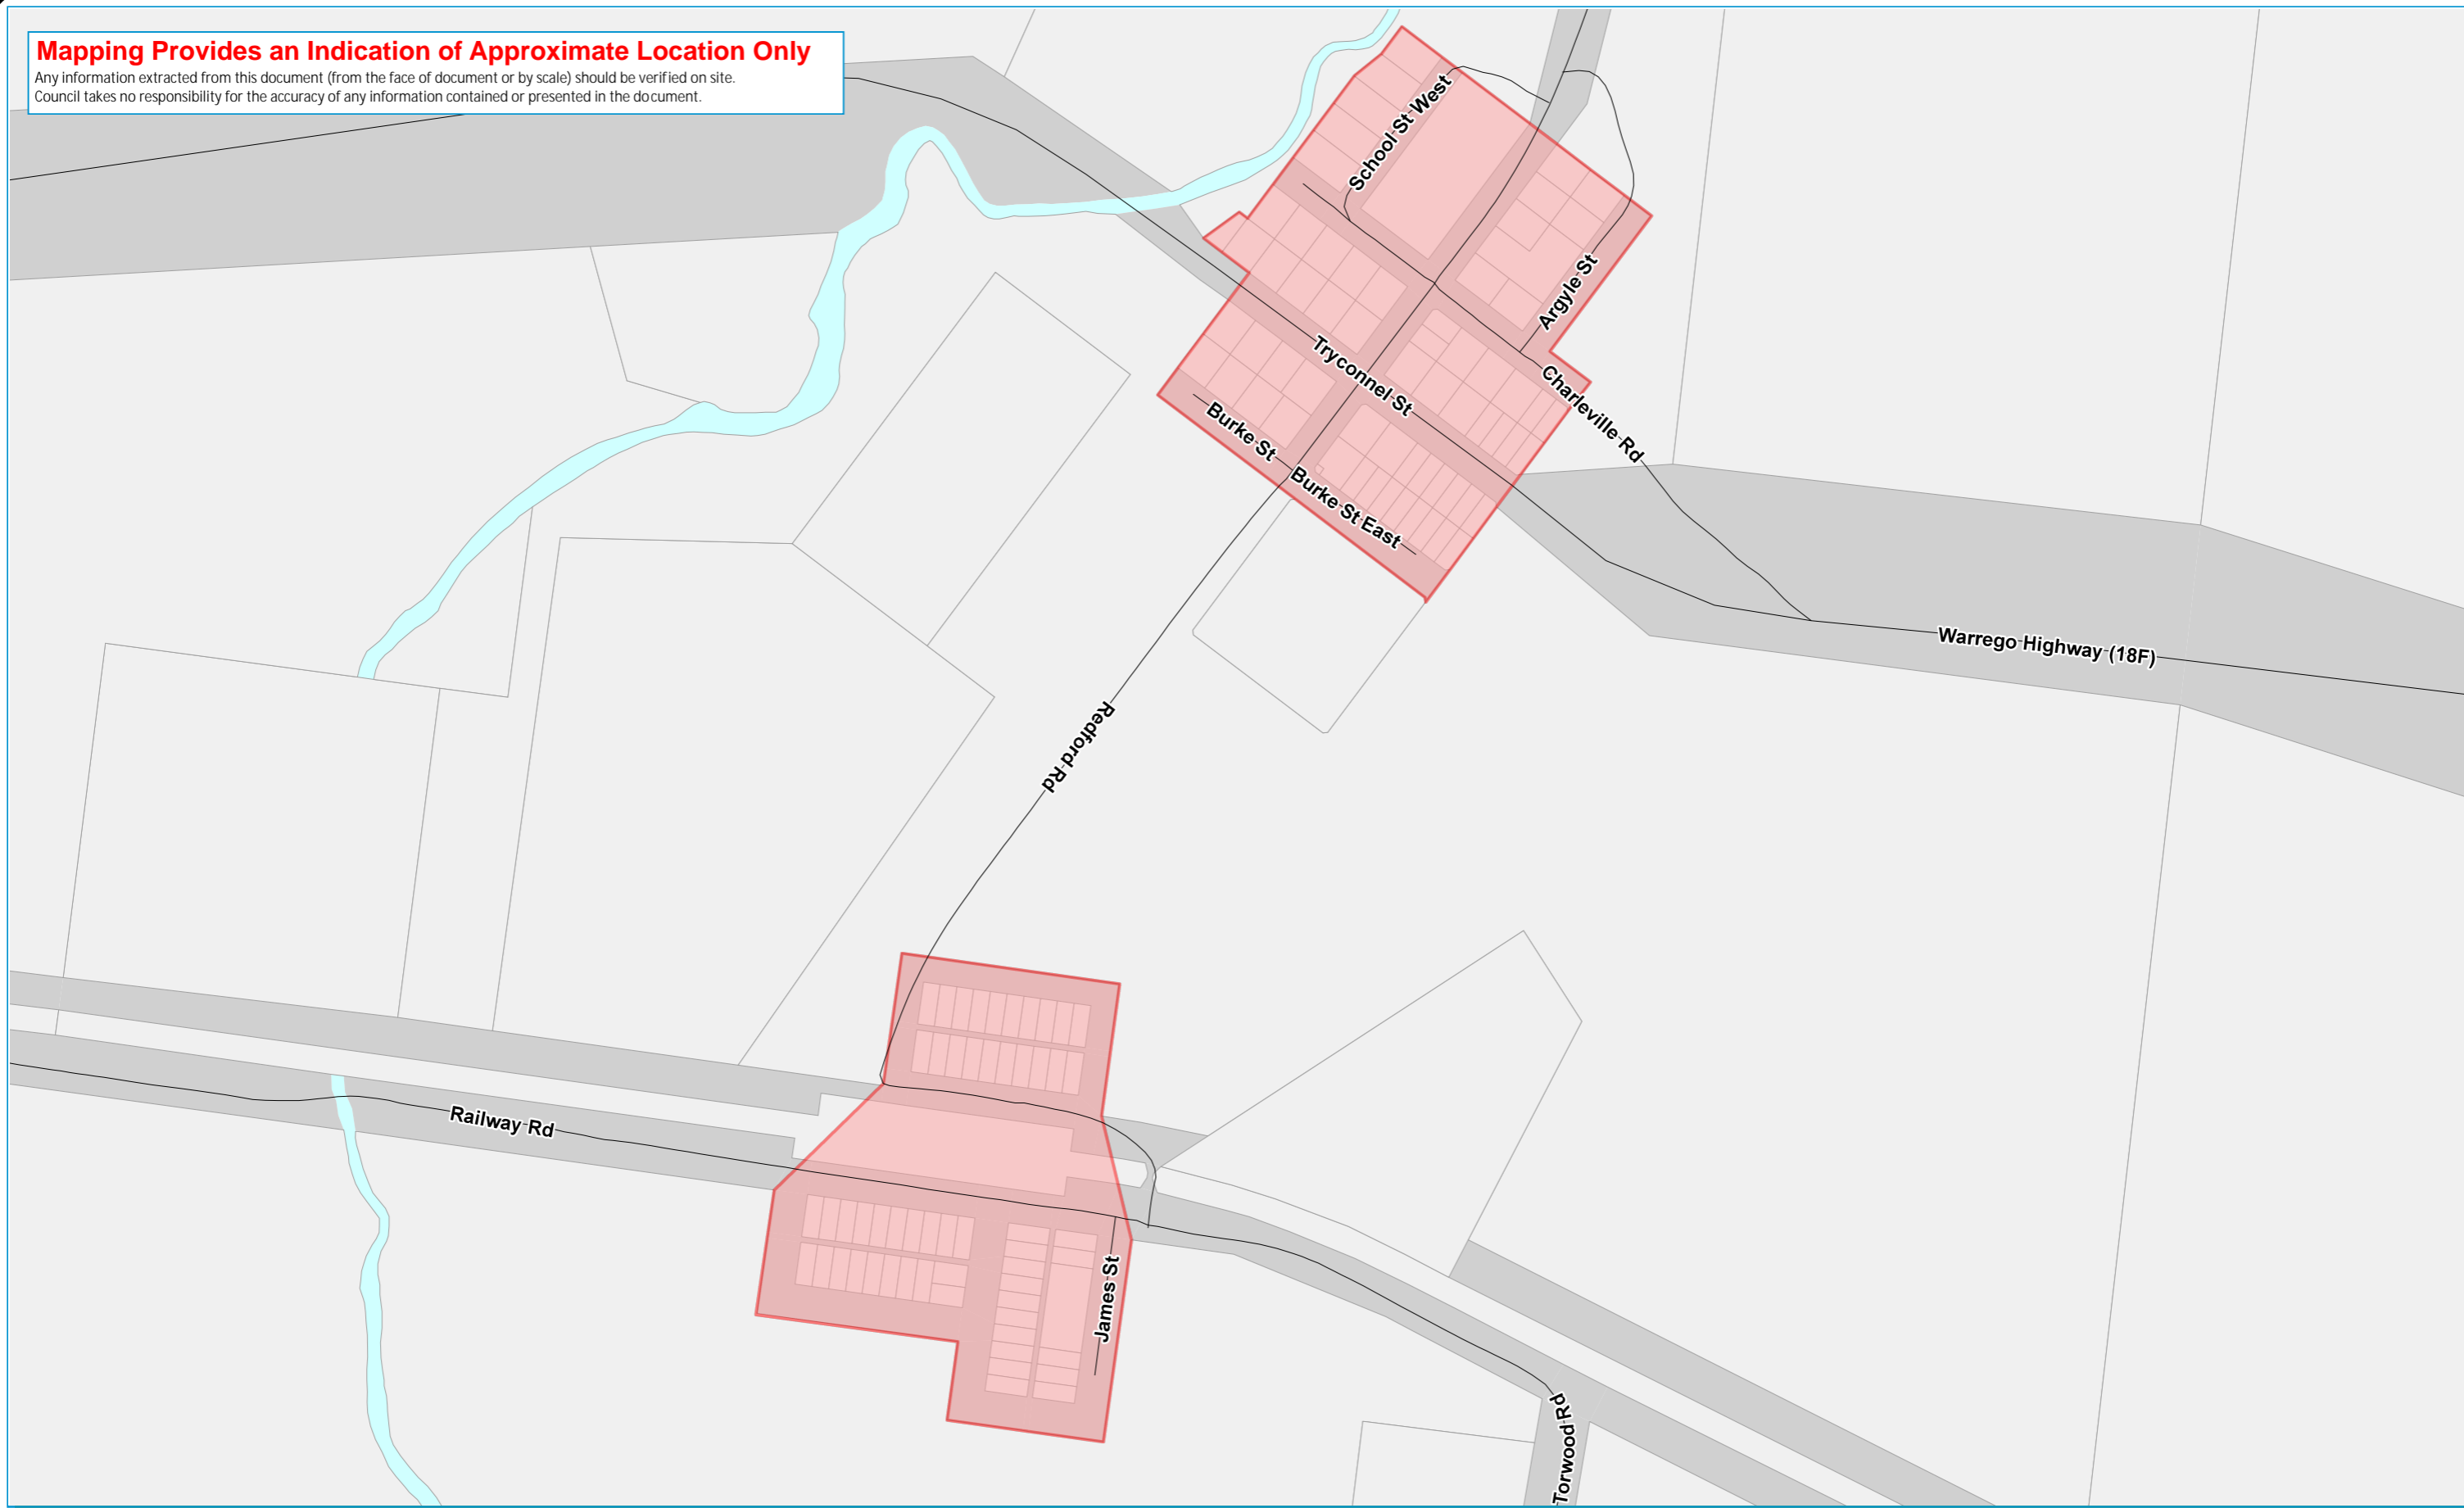 Mapping Provides an Indication of Approximate Location Only
Any information extracted from this document (from the face of document or by scale) should be verified on site.
Council takes no responsibility for the accuracy of any information contained or presented in the document.
School St West
Argyle St
Tryconnel St
Charleville Rd
Burke St
Burke St East
Warrego Highway (18F)
Redford Rd
Railway Rd
James St
Torwood Rd